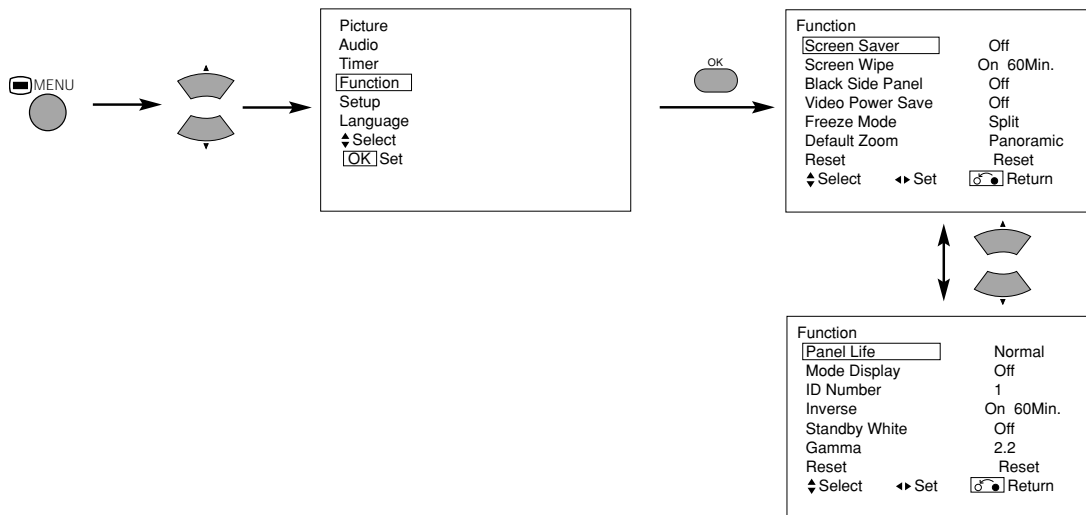 MENU
Picture
Audio
Timer
Function
Setup
Language
Select
OK Set
OK
Function
Screen Saver Off
Screen Wipe On 60Min.
Black Side Panel Off
Video Power Save Off
Freeze Mode Split
Default Zoom Panoramic
Reset Reset
Select Set Return
Function
Panel Life Normal
Mode Display Off
ID Number 1
Inverse On 60Min.
Standby White Off
Gamma 2.2
Reset Reset
Select Set Return